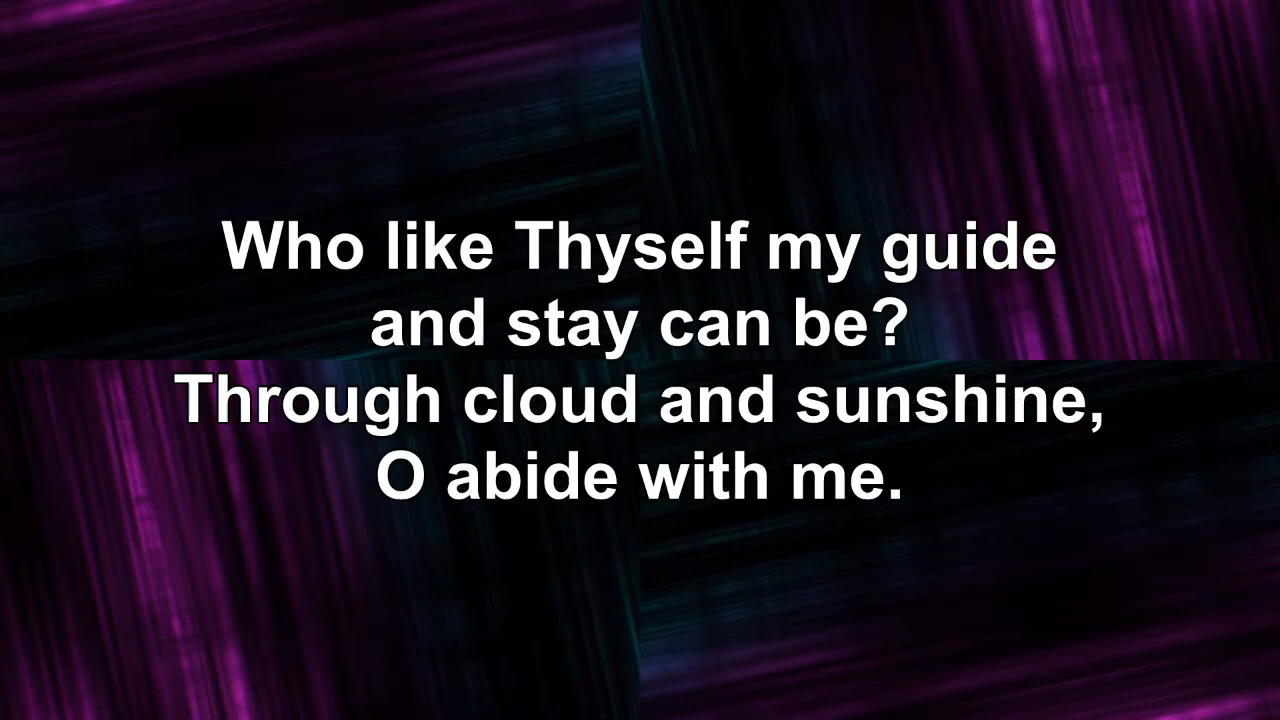 Who like Thyself my guide
and stay can be?
Through cloud and sunshine,
O abide with me.